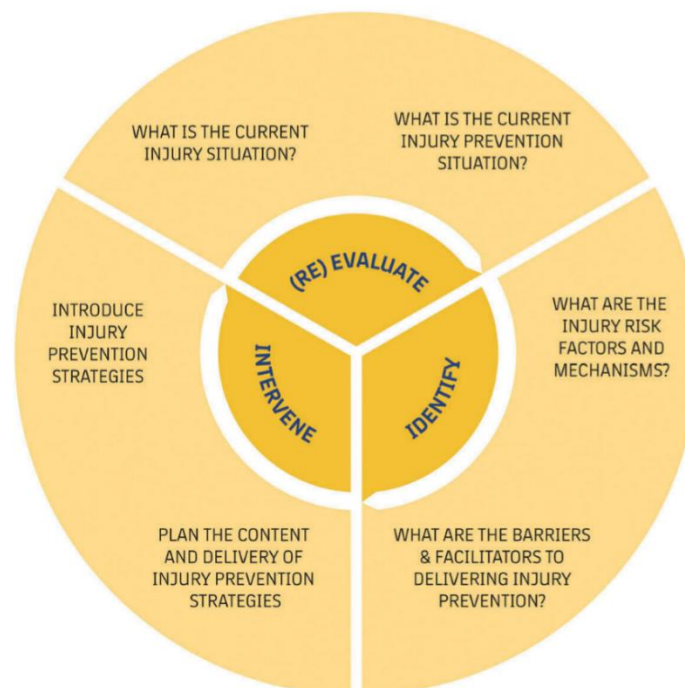 WHAT IS THE CURRENT
INJURY SITUATION?
WHAT IS THE CURRENT
INJURY PREVENTION
SITUATION?
(RE) EVALUATE
INTRODUCE
INJURY
PREVENTION
STRATEGIES
WHAT ARE THE
INJURY RISK
FACTORS AND
MECHANISMS?
INTERVENE
IDENTIFY
PLAN THE CONTENT
AND DELIVERY OF
INJURY PREVENTION
STRATEGIES
WHAT ARE THE BARRIERS
& FACILITATORS TO
DELIVERING INJURY
PREVENTION?